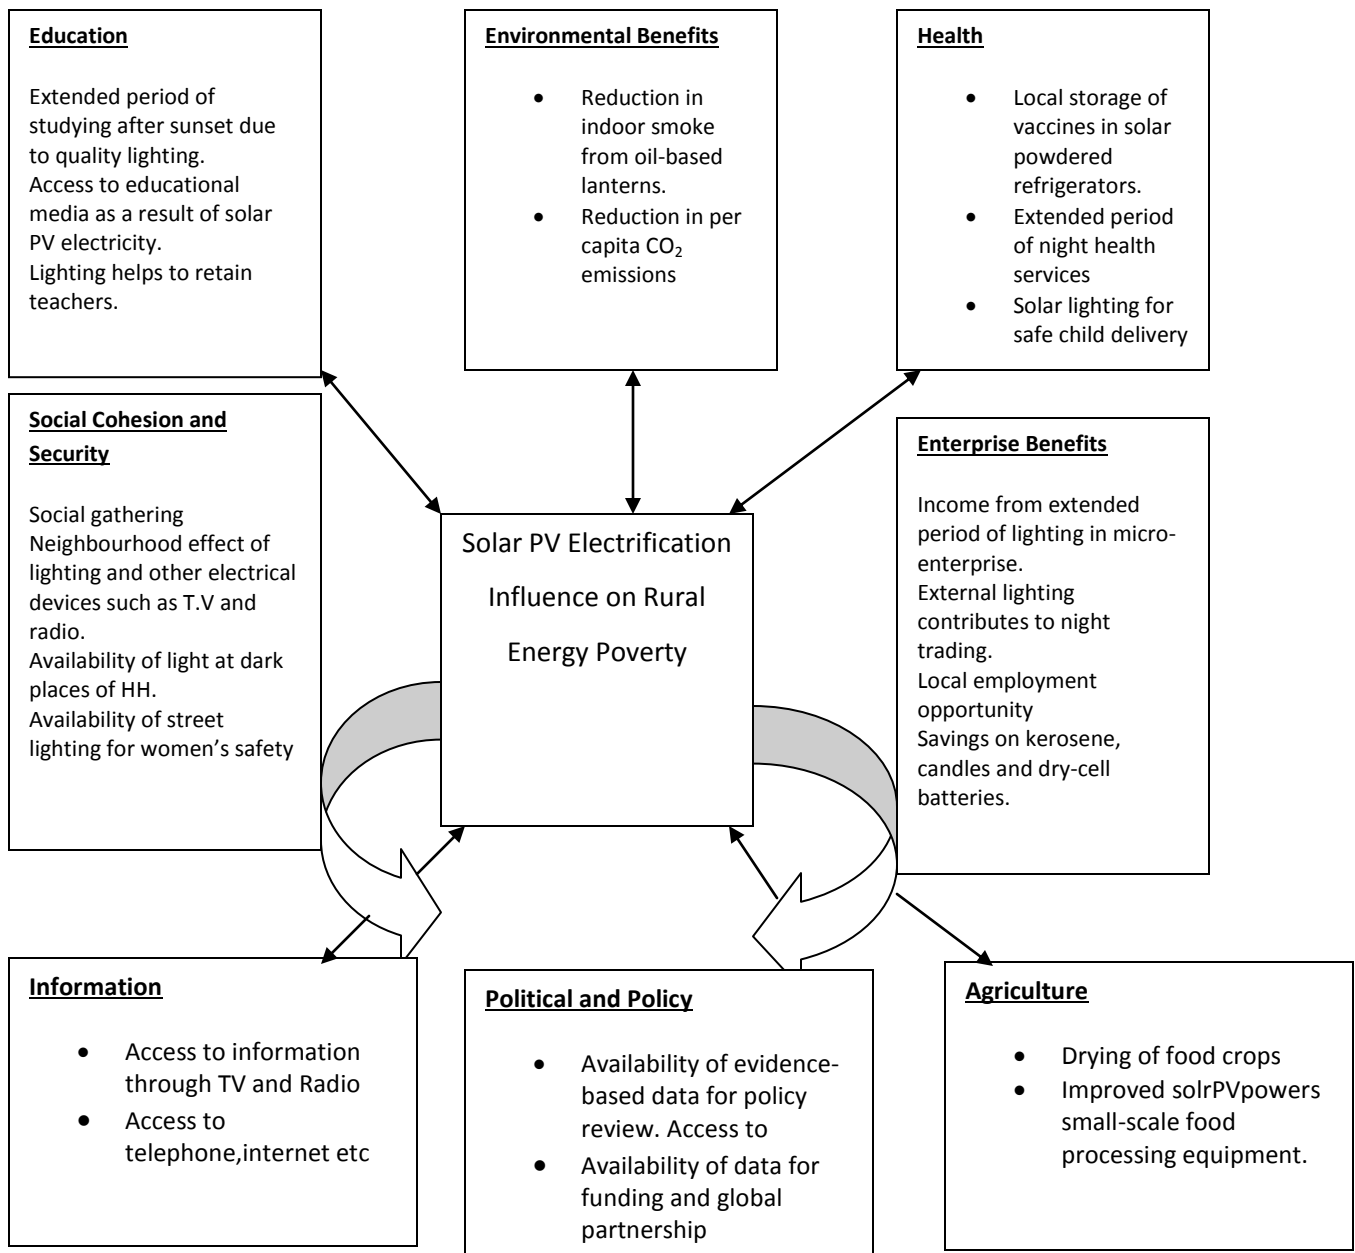 Education
Extended period of
studying after sunset due
to quality lighting.
Access to educational
media as a result of solar
PV electricity.
Lighting helps to retain
teachers.
Environmental Benefits
• Reduction in
indoor smoke
from oil-based
lanterns.
• Reduction in per
capita CO₂
emissions
Health
• Local storage of
vaccines in solar
powdered
refrigerators.
• Extended period
of night health
services
• Solar lighting for
safe child delivery
Social Cohesion and
Security
Social gathering
Neighbourhood effect of
lighting and other electrical
devices such as T.V and
radio.
Availability of light at dark
places of HH.
Availability of street
lighting for women’s safety
Solar PV Electrification
Influence on Rural
Energy Poverty
Enterprise Benefits
Income from extended
period of lighting in micro-
enterprise.
External lighting
contributes to night
trading.
Local employment
opportunity
Savings on kerosene,
candles and dry-cell
batteries.
Information
• Access to information
through TV and Radio
• Access to
telephone,internet etc
Political and Policy
• Availability of evidence-
based data for policy
review. Access to
• Availability of data for
funding and global
partnership
Agriculture
• Drying of food crops
• Improved solrPVpowers
small-scale food
processing equipment.